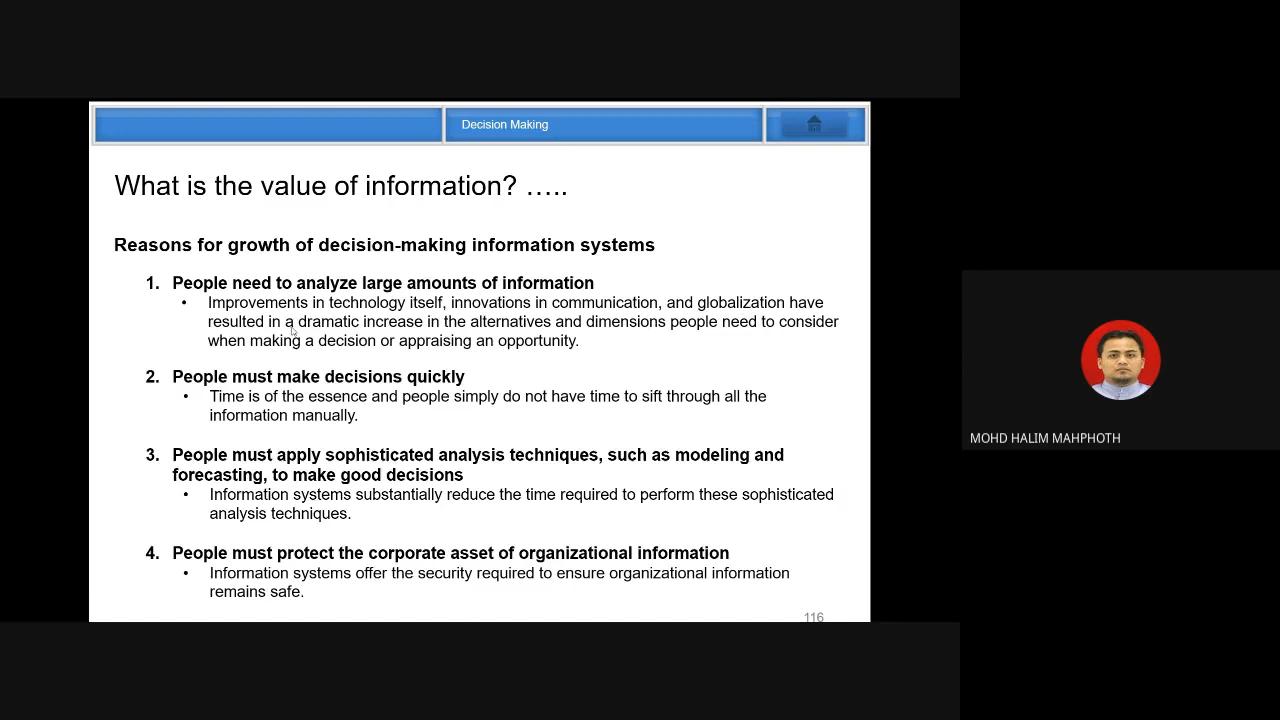 Decision Making
What is the value of information? …..
Reasons for growth of decision-making information systems
1. People need to analyze large amounts of information
• Improvements in technology itself, innovations in communication, and globalization have
resulted in a dramatic increase in the alternatives and dimensions people need to consider
when making a decision or appraising an opportunity.
2. People must make decisions quickly
• Time is of the essence and people simply do not have time to sift through all the
information manually.
3. People must apply sophisticated analysis techniques, such as modeling and
forecasting, to make good decisions
• Information systems substantially reduce the time required to perform these sophisticated
analysis techniques.
4. People must protect the corporate asset of organizational information
• Information systems offer the security required to ensure organizational information
remains safe.
116
MOHD HALIM MAHPHOTH